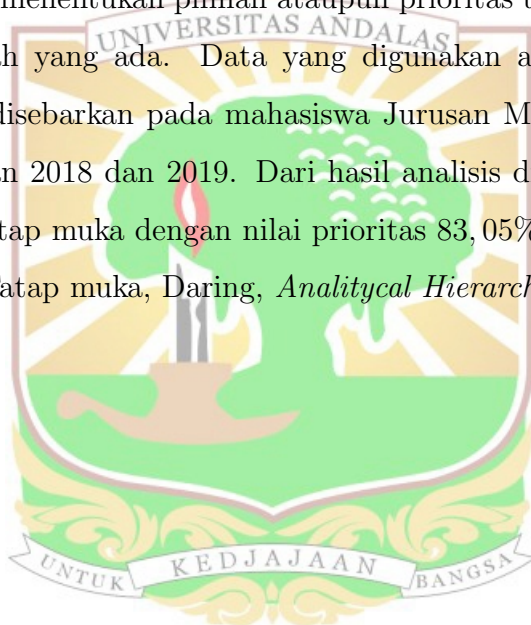 menentukan pilihan ataupun prioritas
UNIVERSITAS ANDALAS
yang ada. Data yang digunakan
disebarkan pada mahasiswa Jurusan
2018 dan 2019. Dari hasil analisis
muka dengan nilai prioritas 83, 05%
atap muka, Daring, Analitycal Hierarch
UNTUK KEDJAJAAN BANGSA